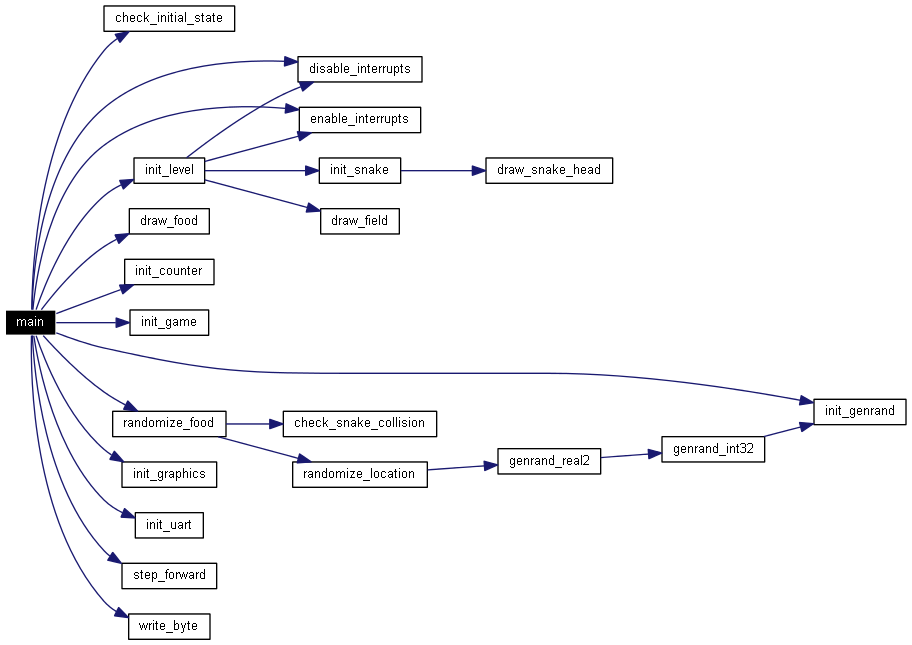 check_initial_state
disable_interrupts
enable_interrupts
init_level
init_snake
draw_snake_head
draw_food
draw_field
init_counter
main
init_game
init_genrand
randomize_food
check_snake_collision
genrand_int32
genrand_real2
init_graphics
randomize_location
init_uart
step_forward
write_byte